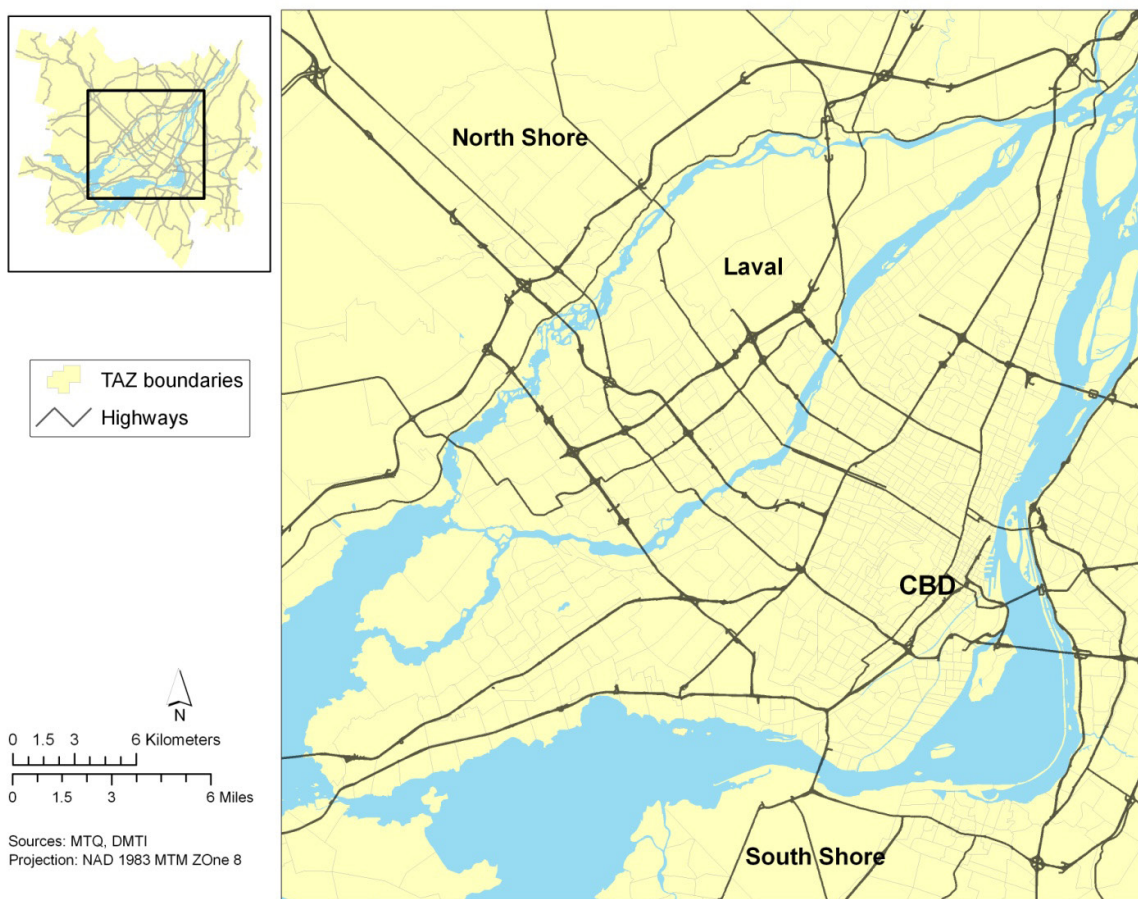 North Shore
Laval
CBD
South Shore
TAZ boundaries
Highways
N
0 1.5 3 6 Kilometers
0 1.5 3 6 Miles
Sources: MTQ, DMTI
Projection: NAD 1983 MTM ZOne 8